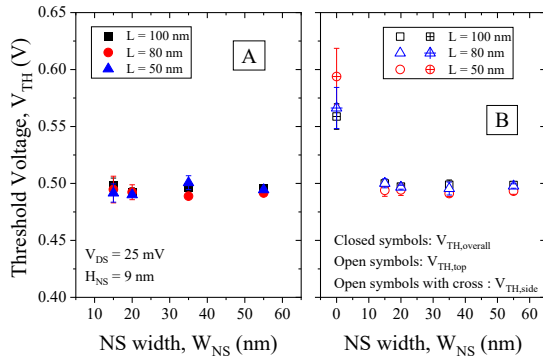 Threshold Voltage, V_TH (V)
0.65
0.60
0.55
0.50
0.45
0.40
L = 100 nm
L = 80 nm
L = 50 nm
A
V_DS = 25 mV
H_NS = 9 nm
10 20 30 40 50 60
NS width, W_NS (nm)
L = 100 nm
L = 80 nm
L = 50 nm
B
Closed symbols: V_TH,overall
Open symbols: V_TH,top
Open symbols with cross : V_TH,side
0 10 20 30 40 50 60
NS width, W_NS (nm)